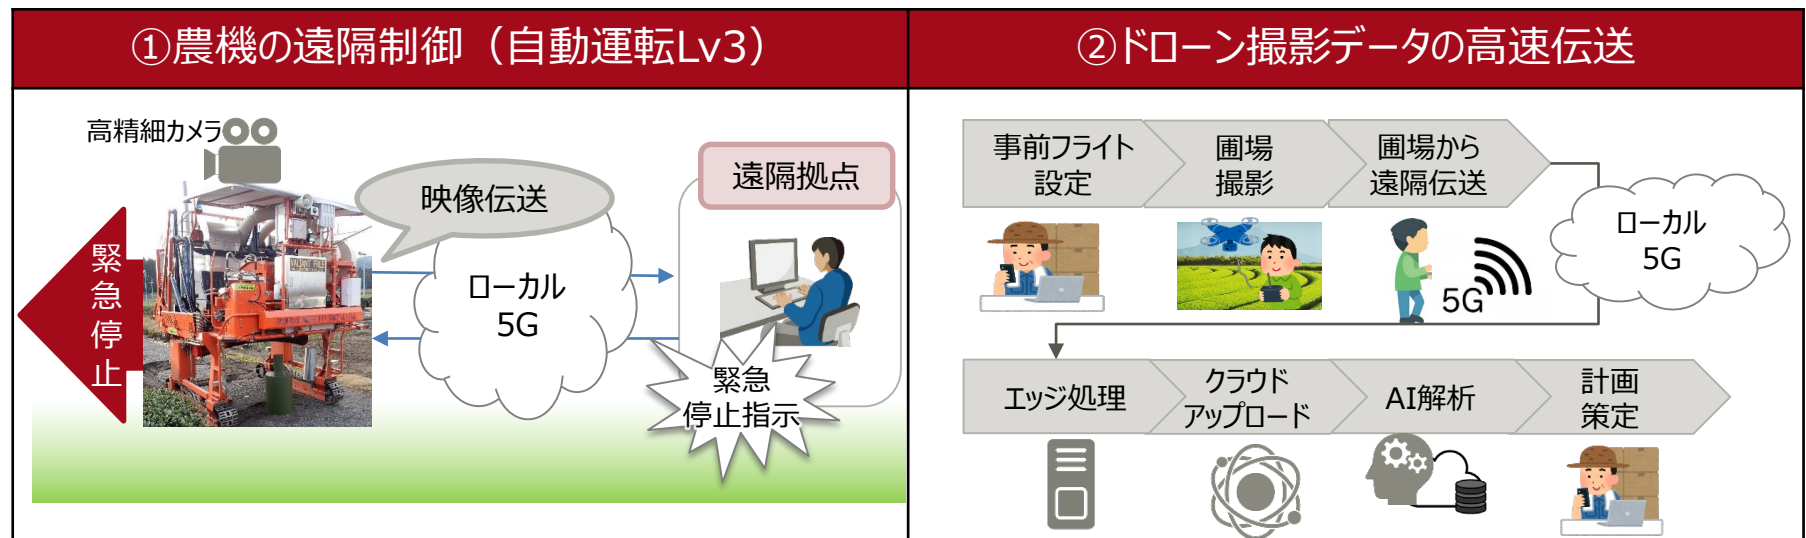 ①農機の遠隔制御（自動運転Lv3）
高精細カメラ
映像伝送
遠隔拠点
緊急停止
ローカル
5G
緊急
停止指示
VALIANT PRICE
②ドローン撮影データの高速伝送
事前フライト
設定
圃場
撮影
圃場から
遠隔伝送
5G
ローカル
5G
エッジ処理
クラウド
アップロード
AI解析
計画
策定